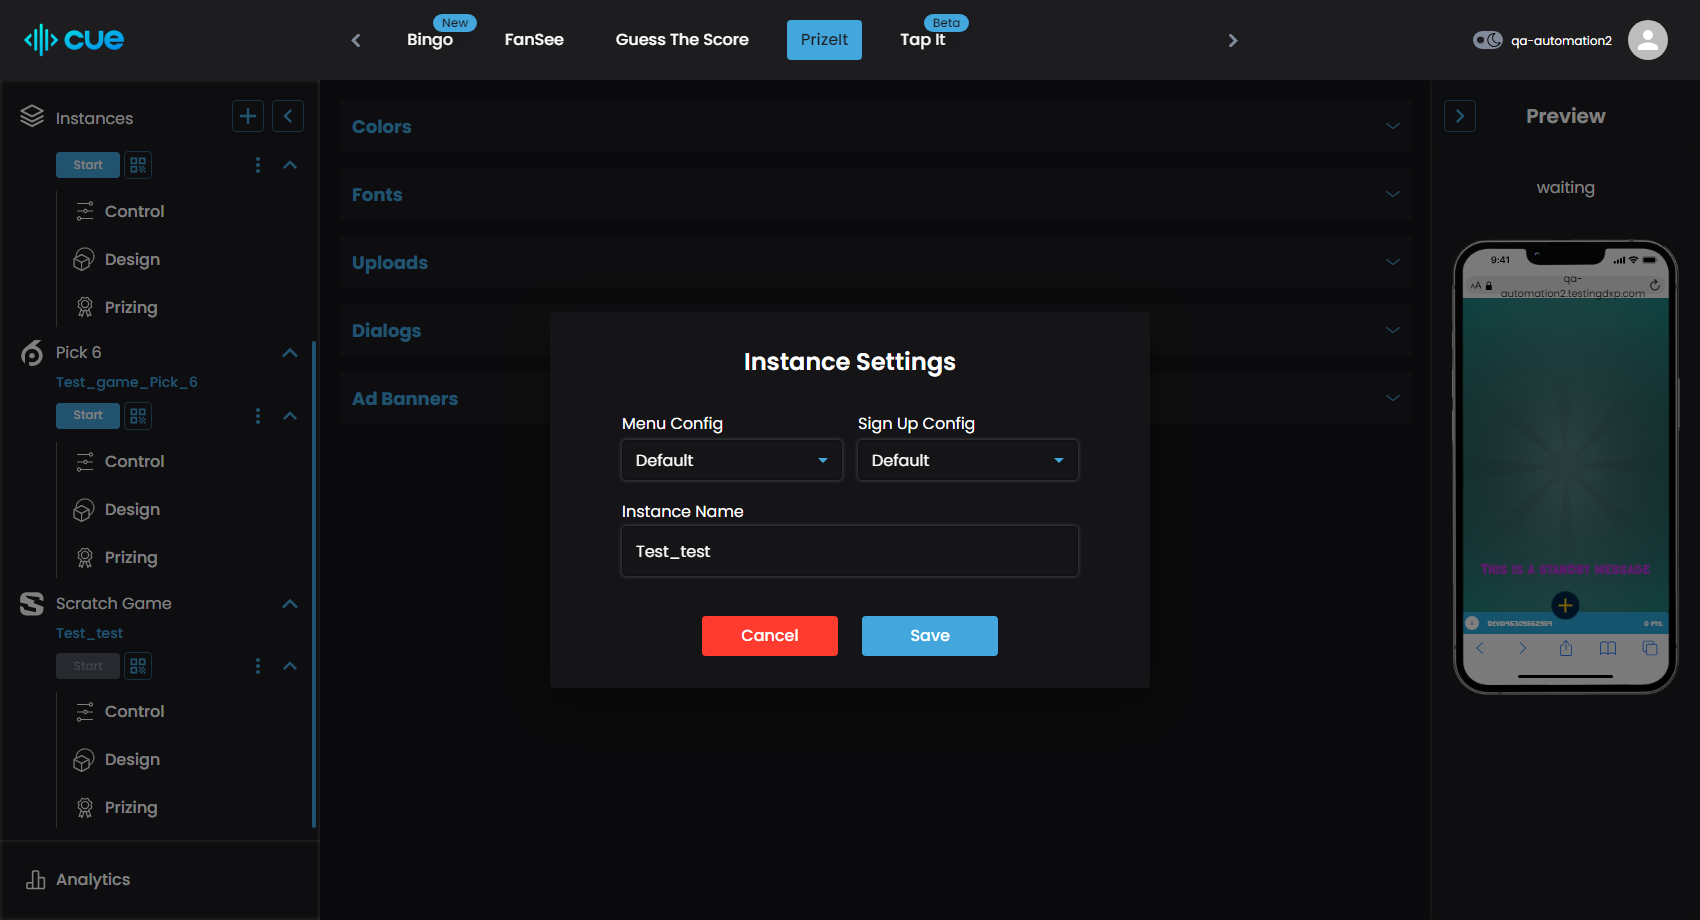 cue
Bingo
New
FanSee
Guess The Score
PrizeIt
Tap It
Beta
qa-automation2
Instances
Start
Control
Design
Prizing
Pick 6
Test_game_Pick_6
Start
Control
Design
Prizing
Scratch Game
Test_test
Start
Control
Design
Prizing
Analytics
Colors
Fonts
Uploads
Dialogs
Ad Banners
Instance Settings
Menu Config
Sign Up Config
Default
Default
Instance Name
Test_test
Cancel
Save
Preview
waiting
9:41
AA
qa-
automation2.testingdxp.com
This is a standby message
0 pts.